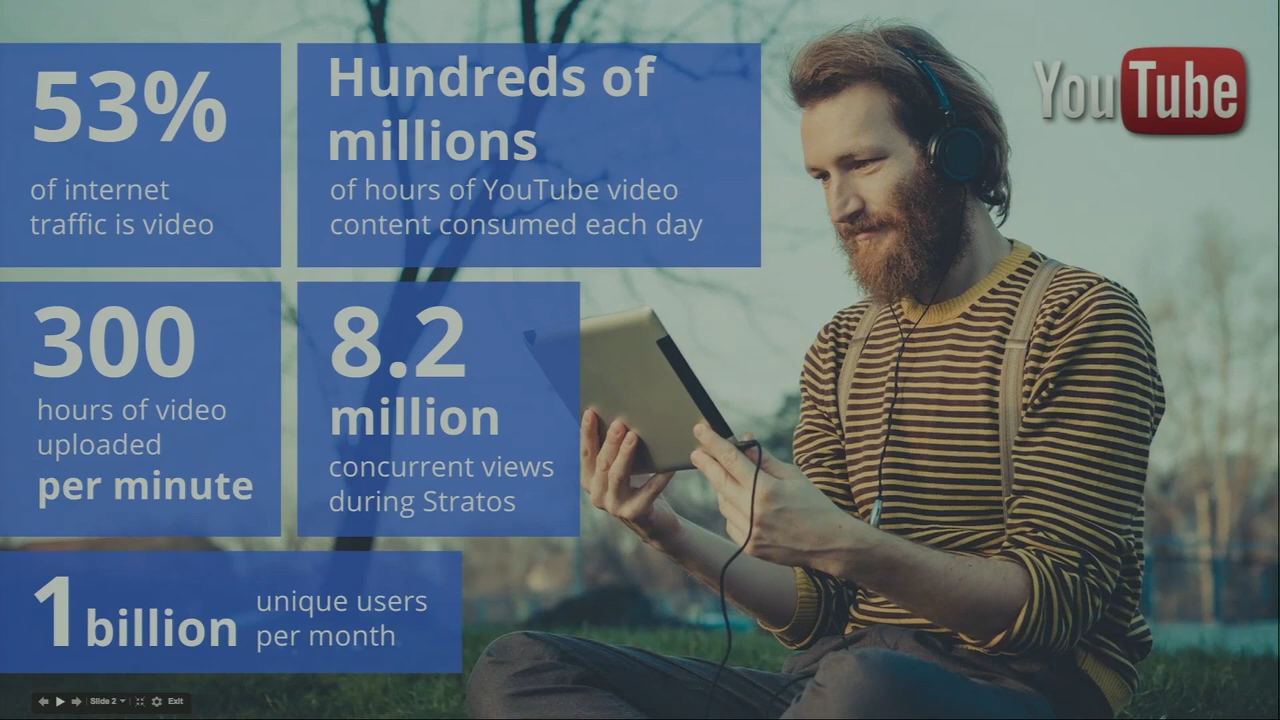 53%
of internet
traffic is video
Hundreds of
millions
of hours of YouTube video
content consumed each day
YouTube
300
hours of video
uploaded
per minute
8.2
million
concurrent views
during Stratos
1 billion
unique users
per month
Slide 2
Exit